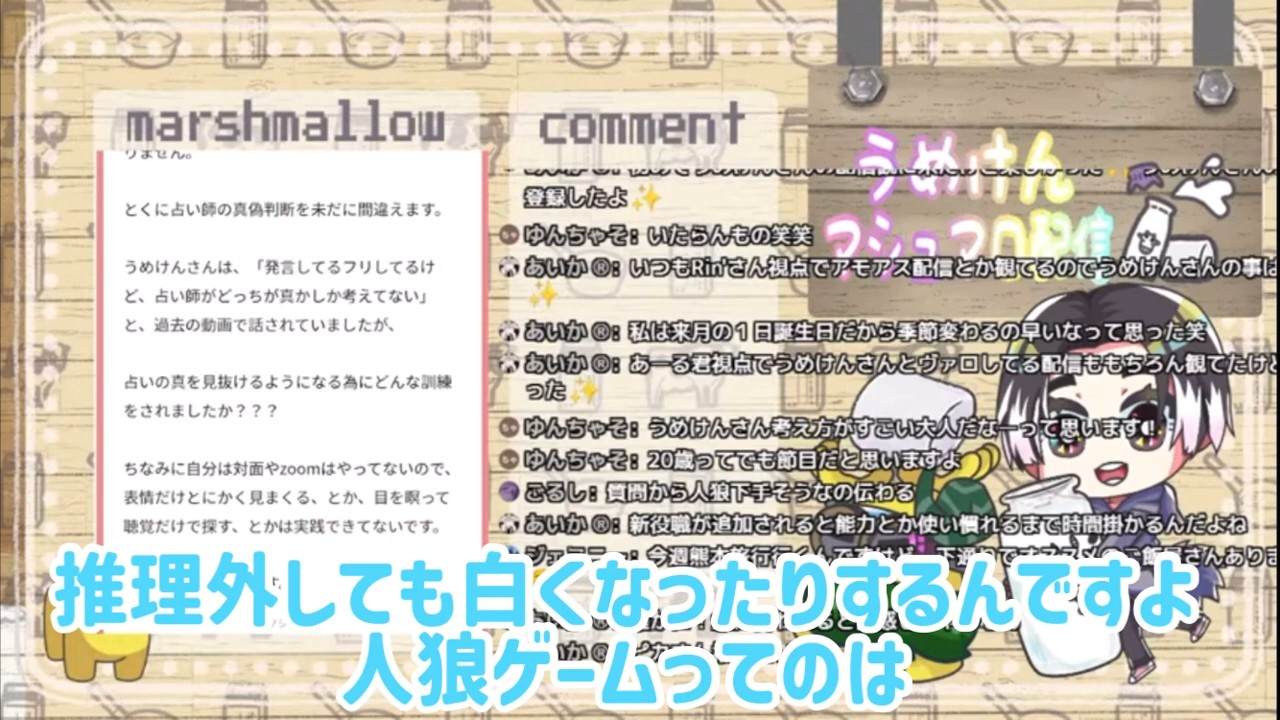 marshmallow
りません。
とくに占い師の真偽判断を未だに間違えます。
うめけんさんは、「発言してるフリしてるけ
ど、占い師がどっちが真かしか考えてない」
と、過去の動画で話されていましたが、
占いの真を見抜けるようになる為にどんな訓練
をされましたか？？？
ちなみに自分は対面やzoomはやってないので、
表情だけとにかく見まくる、とか、目を瞑って
聴覚だけで探す、とかは実践できてないです。
comment
登録したよ✨
ゆんちゃそ: いたらんもの笑笑
あいか ®: いつもRin'さん視点でアモアス配信とか観てるのでうめけんさんの事は
✨
あいか ®: 私は来月の１日誕生日だから季節変わるの早いなって思った笑
あいか ®: あーる君視点でうめけんさんとヴァロしてる配信ももちろん観てたけど
った✨
ゆんちゃそ: うめけんさん考え方がすごい大人だなーって思います!
ゆんちゃそ: 20歳ってでも節目だと思いますよ
ごるし: 質問から人狼下手そうなの伝わる
あいか ®: 新役職が追加されると能力とか使い慣れるまで時間掛かるんだよね
うめけん
マシュマロ配信
推理外しても白くなったりするんですよ
人狼ゲームってのは